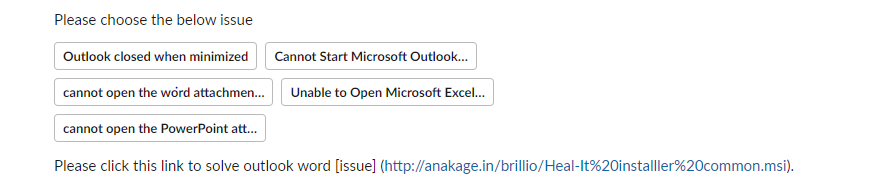 Please choose the below issue
Outlook closed when minimized Cannot Start Microsoft Outlook...
cannot open the word attachmen... Unable to Open Microsoft Excel...
cannot open the PowerPoint att...
Please click this link to solve outlook word [issue] (http://anakage.in/brillio/Heal-It%20installler%20common.msi).